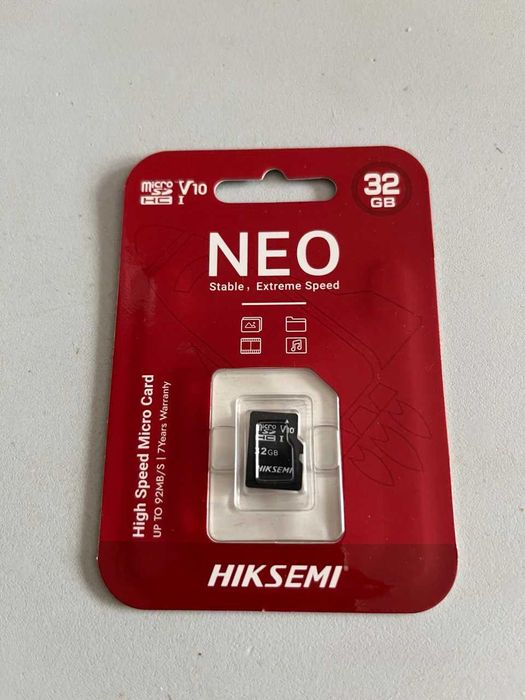 micro SD HC I V10
32 GB
NEO
Stable, Extreme Speed
High Speed Micro Card
UP TO 92MB/S | 7Years Warranty
micro SD HC I V10
32GB
HIKSEMI
HIKSEMI